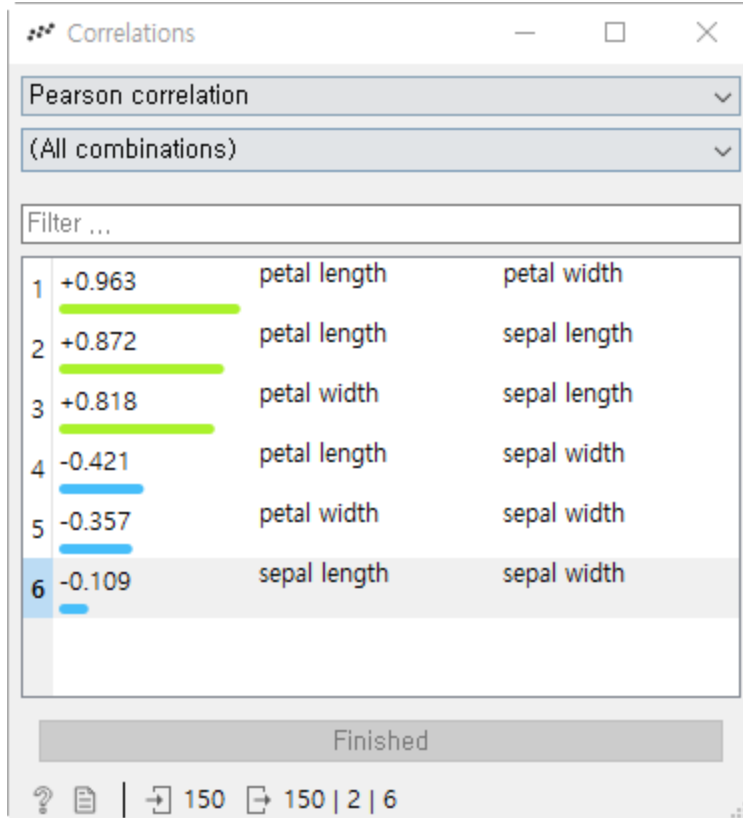 Correlations
Pearson correlation
(All combinations)
Filter ...
1 +0.963 petal length petal width
2 +0.872 petal length sepal length
3 +0.818 petal width sepal length
4 -0.421 petal length sepal width
5 -0.357 petal width sepal width
6 -0.109 sepal length sepal width
Finished
? 150 150 | 2 | 6